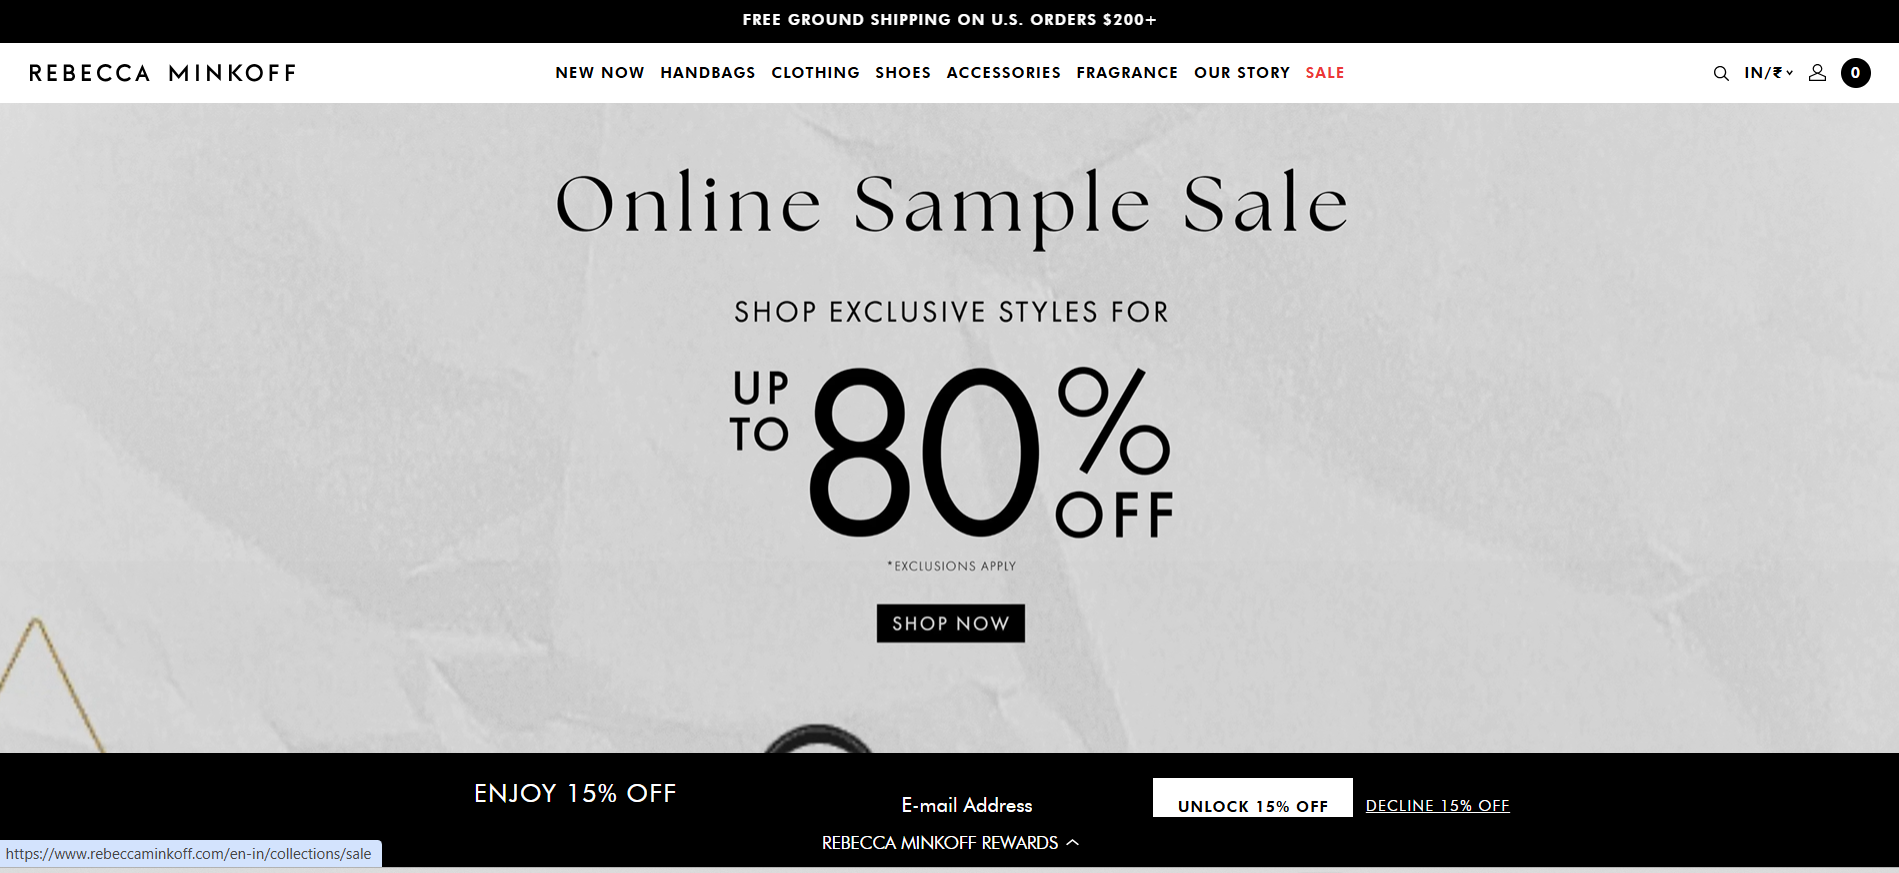 FREE GROUND SHIPPING ON U.S. ORDERS $200+
REBECCA MINKOFF
NEW NOW HANDBAGS CLOTHING SHOES ACCESSORIES FRAGRANCE OUR STORY SALE
IN/₹ 0
Online Sample Sale
SHOP EXCLUSIVE STYLES FOR
UP TO 80% OFF
*EXCLUSIONS APPLY
SHOP NOW
ENJOY 15% OFF
E-mail Address
UNLOCK 15% OFF
DECLINE 15% OFF
REBECCA MINKOFF REWARDS
https://www.rebeccaminkoff.com/en-in/collections/sale